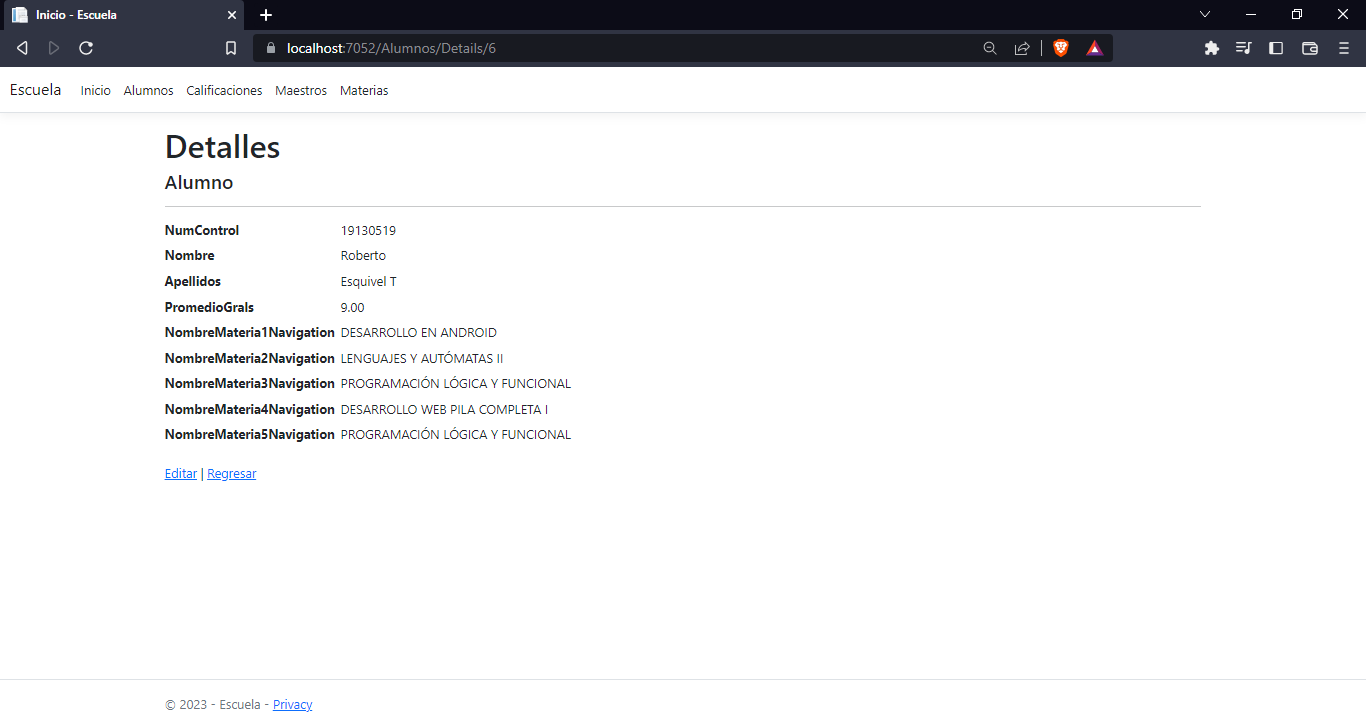 Inicio - Escuela
localhost:7052/Alumnos/Details/6
Escuela Inicio Alumnos Calificaciones Maestros Materias
Detalles
Alumno
NumControl 19130519
Nombre Roberto
Apellidos Esquivel T
PromedioGrals 9.00
NombreMateria1Navigation DESARROLLO EN ANDROID
NombreMateria2Navigation LENGUAJES Y AUTÓMATAS II
NombreMateria3Navigation PROGRAMACIÓN LÓGICA Y FUNCIONAL
NombreMateria4Navigation DESARROLLO WEB PILA COMPLETA I
NombreMateria5Navigation PROGRAMACIÓN LÓGICA Y FUNCIONAL
Editar | Regresar
© 2023 - Escuela - Privacy